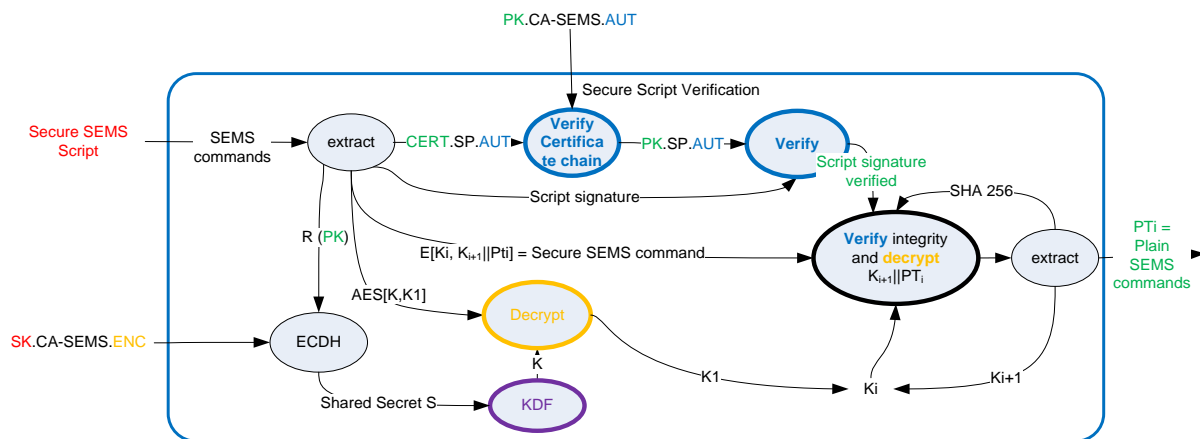 PK.CA-SEMS.AUT
Secure Script Verification
Secure SEMS
Script
SEMS
commands
extract
CERT.SP.AUT
Verify
Certifica
te chain
PK.SP.AUT
Verify
Script signature
verified
Script signature
SHA 256
R (PK)
E[Ki, Ki+1||Pti] = Secure SEMS command
Verify integrity
and decrypt
Ki+1||PTi
extract
PTi =
Plain
SEMS
commands
AES[K,K1]
Decrypt
SK.CA-SEMS.ENC
ECDH
K
K1
Ki
Ki+1
Shared Secret S
KDF